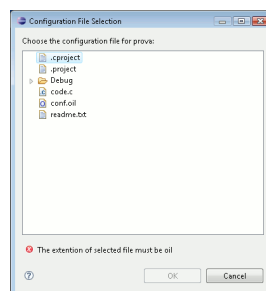 Configuration File Selection
Choose the configuration file for prova:
.cproject
.project
Debug
code.c
conf.oil
readme.txt
The extention of selected file must be oil
OK
Cancel